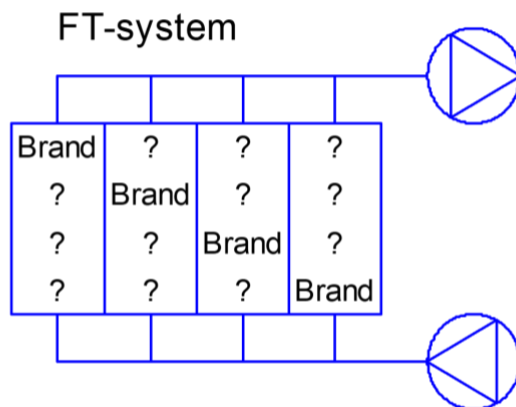 FT-system
Brand ? ? ?
? Brand ? ?
? ? Brand ?
? ? ? Brand